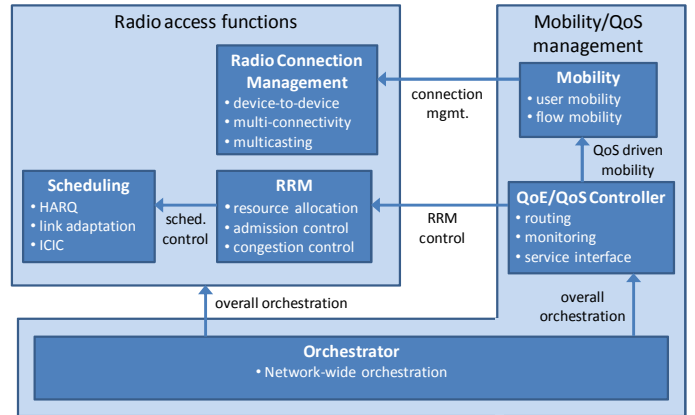 Radio access functions
Mobility/QoS
management
Radio Connection
Management
• device-to-device
• multi-connectivity
• multicasting
connection
mgmt.
Mobility
• user mobility
• flow mobility
QoS driven
mobility
Scheduling
• HARQ
• link adaptation
• ICIC
sched.
control
RRM
• resource allocation
• admission control
• congestion control
RRM
control
QoE/QoS Controller
• routing
• monitoring
• service interface
overall orchestration
overall
orchestration
Orchestrator
• Network-wide orchestration